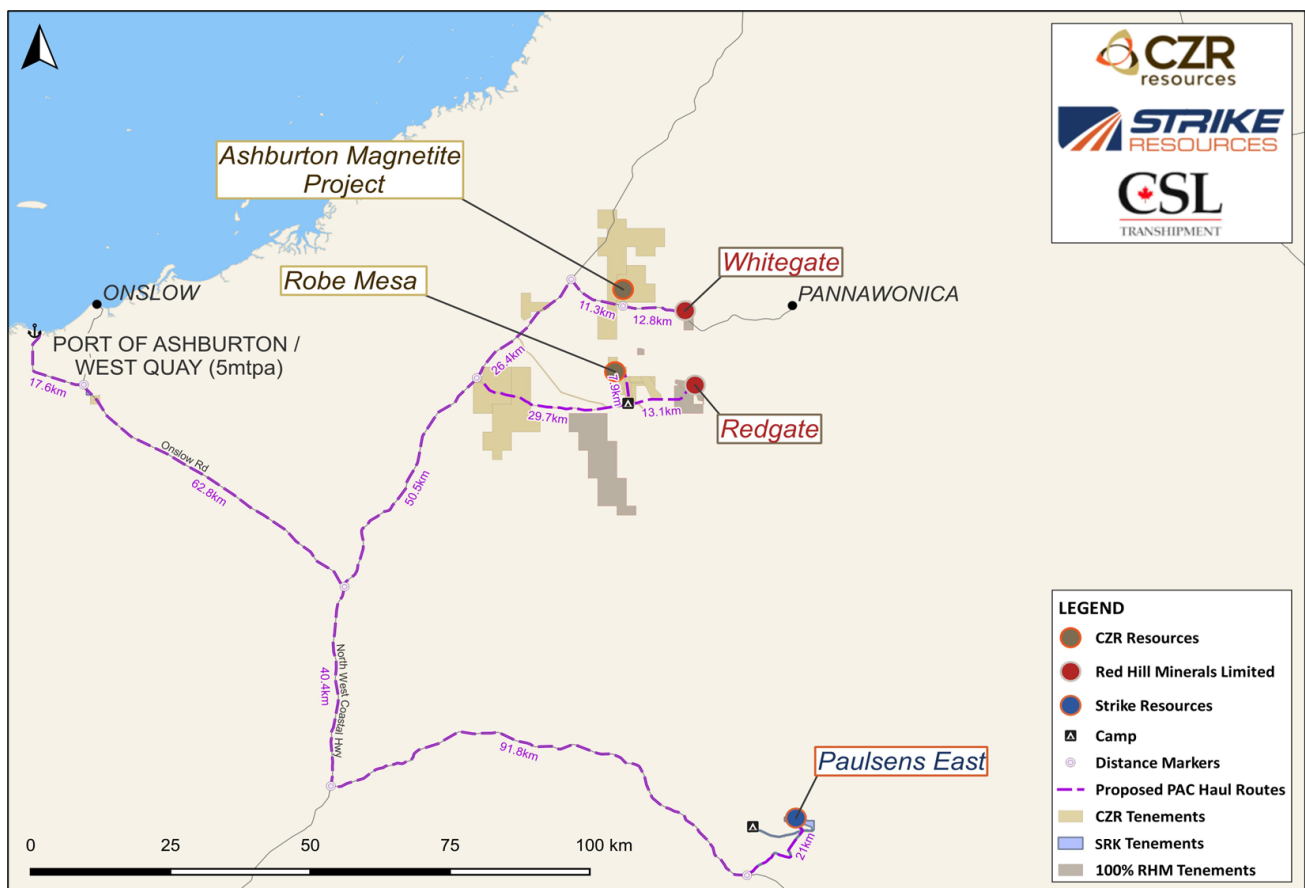 CZR
resources
STRIKE
RESOURCES
CSL
TRANSHIPMENT
Ashburton Magnetite
Project
Whitegate
Robe Mesa
ONSLOW
PANNAWONICA
11.3km
12.8km
PORT OF ASHBURTON /
WEST QUAY (5mtpa)
26.4km
17.6km
7.9km
29.7km
13.1km
Redgate
Onslow Rd
62.8km
50.5km
North West Coastal Hwy
40.4km
91.8km
Paulsens East
21km
LEGEND
CZR Resources
Red Hill Minerals Limited
Strike Resources
Camp
Distance Markers
Proposed PAC Haul Routes
CZR Tenements
SRK Tenements
100% RHM Tenements
0 25 50 75 100 km